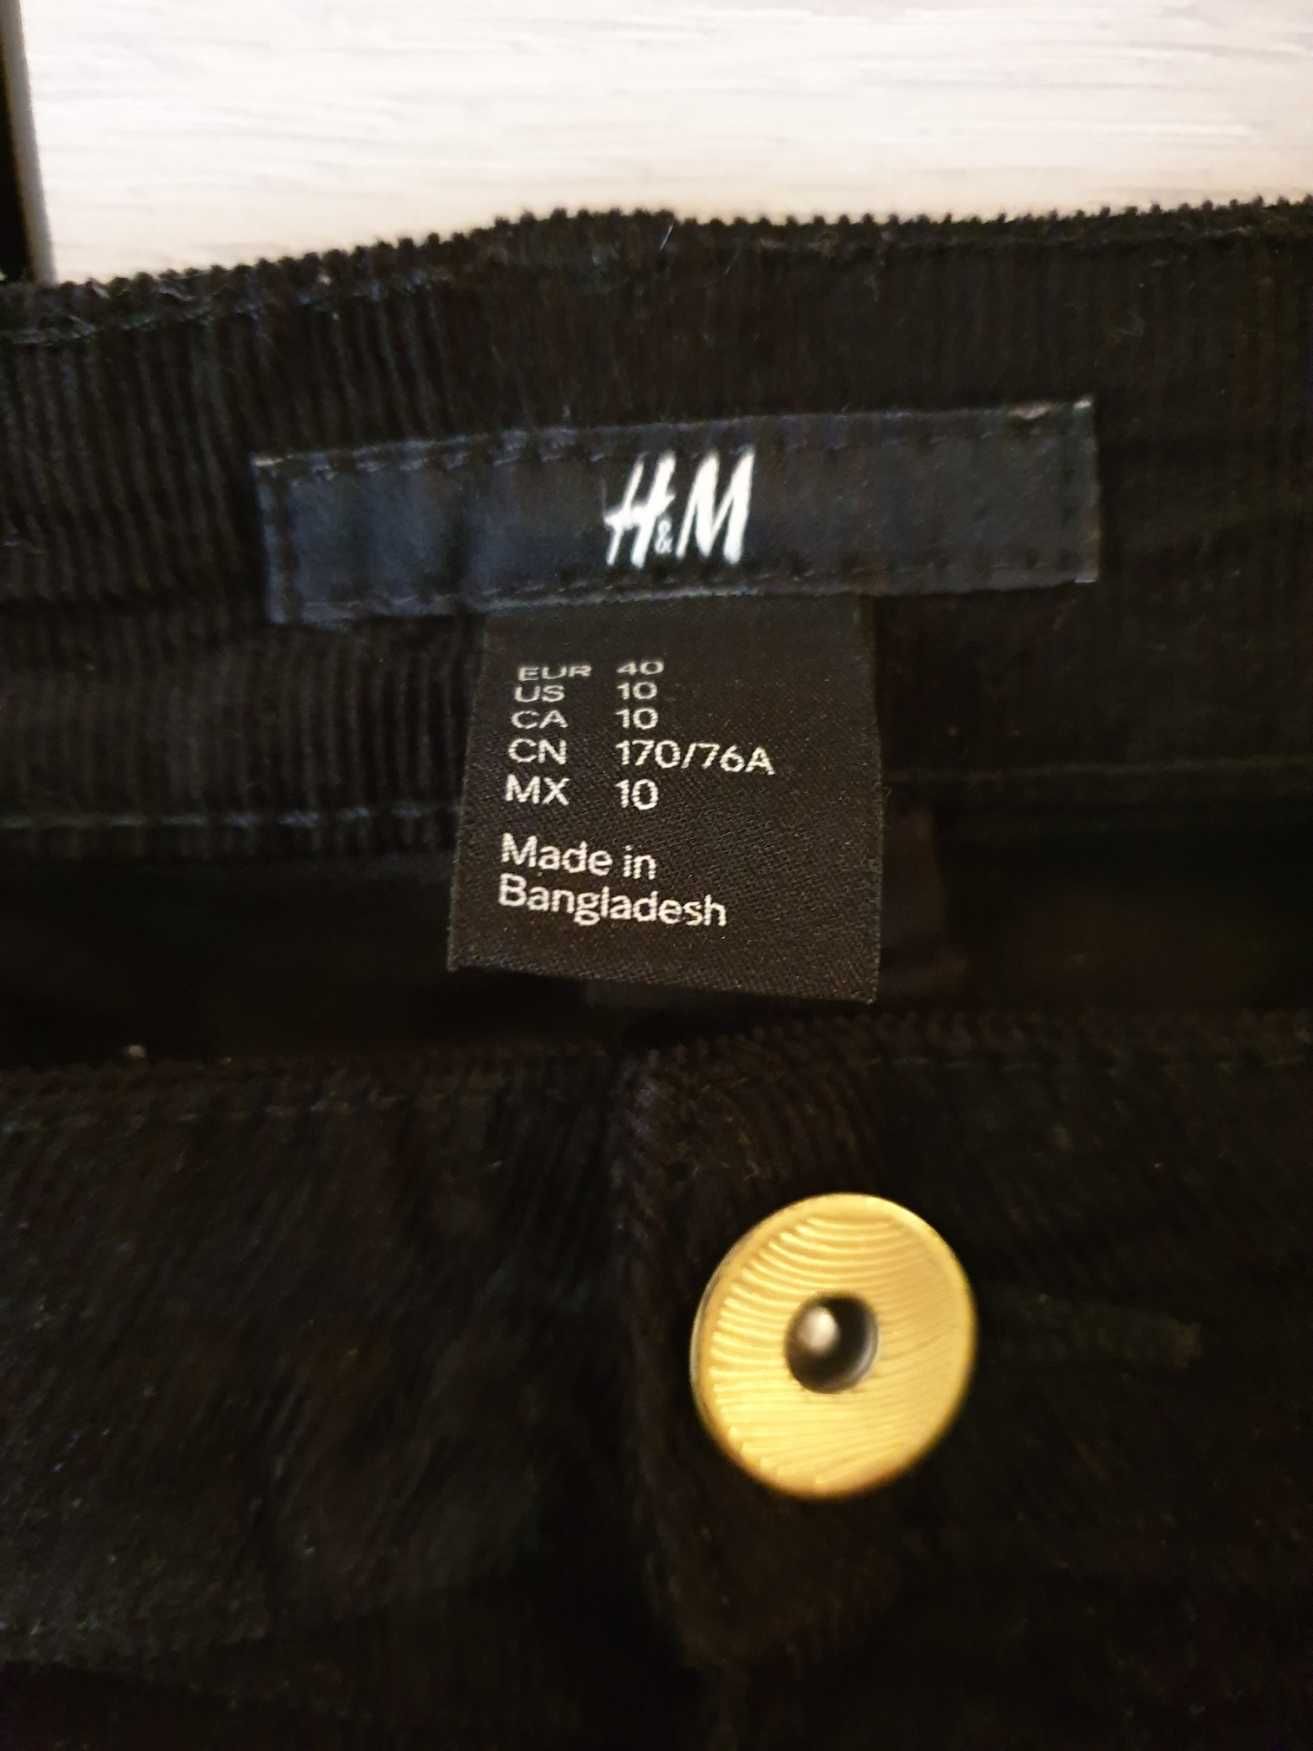 H&M
EUR 40
US 10
CA 10
CN 170/76A
MX 10
Made in
Bangladesh